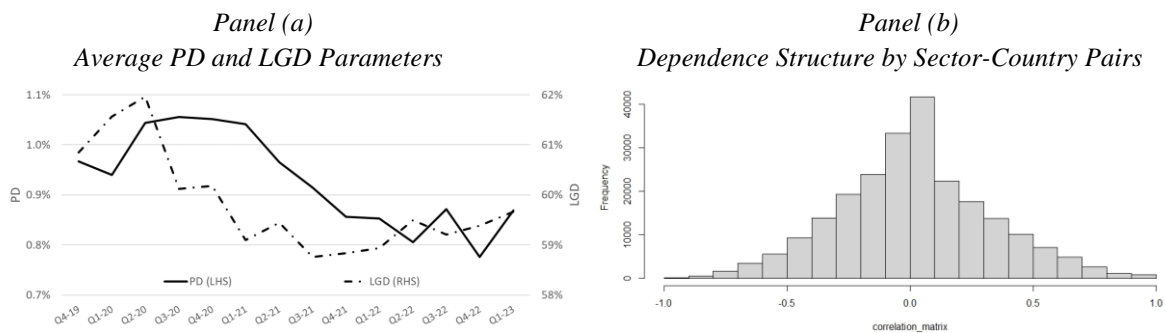 Panel (a)
Average PD and LGD Parameters
1.1%
1.0%
0.9%
0.8%
0.7%
PD
62%
61%
60%
59%
58%
LGD
PD (LHS)
LGD (RHS)
Q4-19
Q1-20
Q2-20
Q3-20
Q4-20
Q1-21
Q2-21
Q3-21
Q4-21
Q1-22
Q2-22
Q3-22
Q4-22
Q1-23
Panel (b)
Dependence Structure by Sector-Country Pairs
Frequency
40000
30000
20000
10000
0
-1.0
-0.5
0.0
0.5
1.0
correlation_matrix